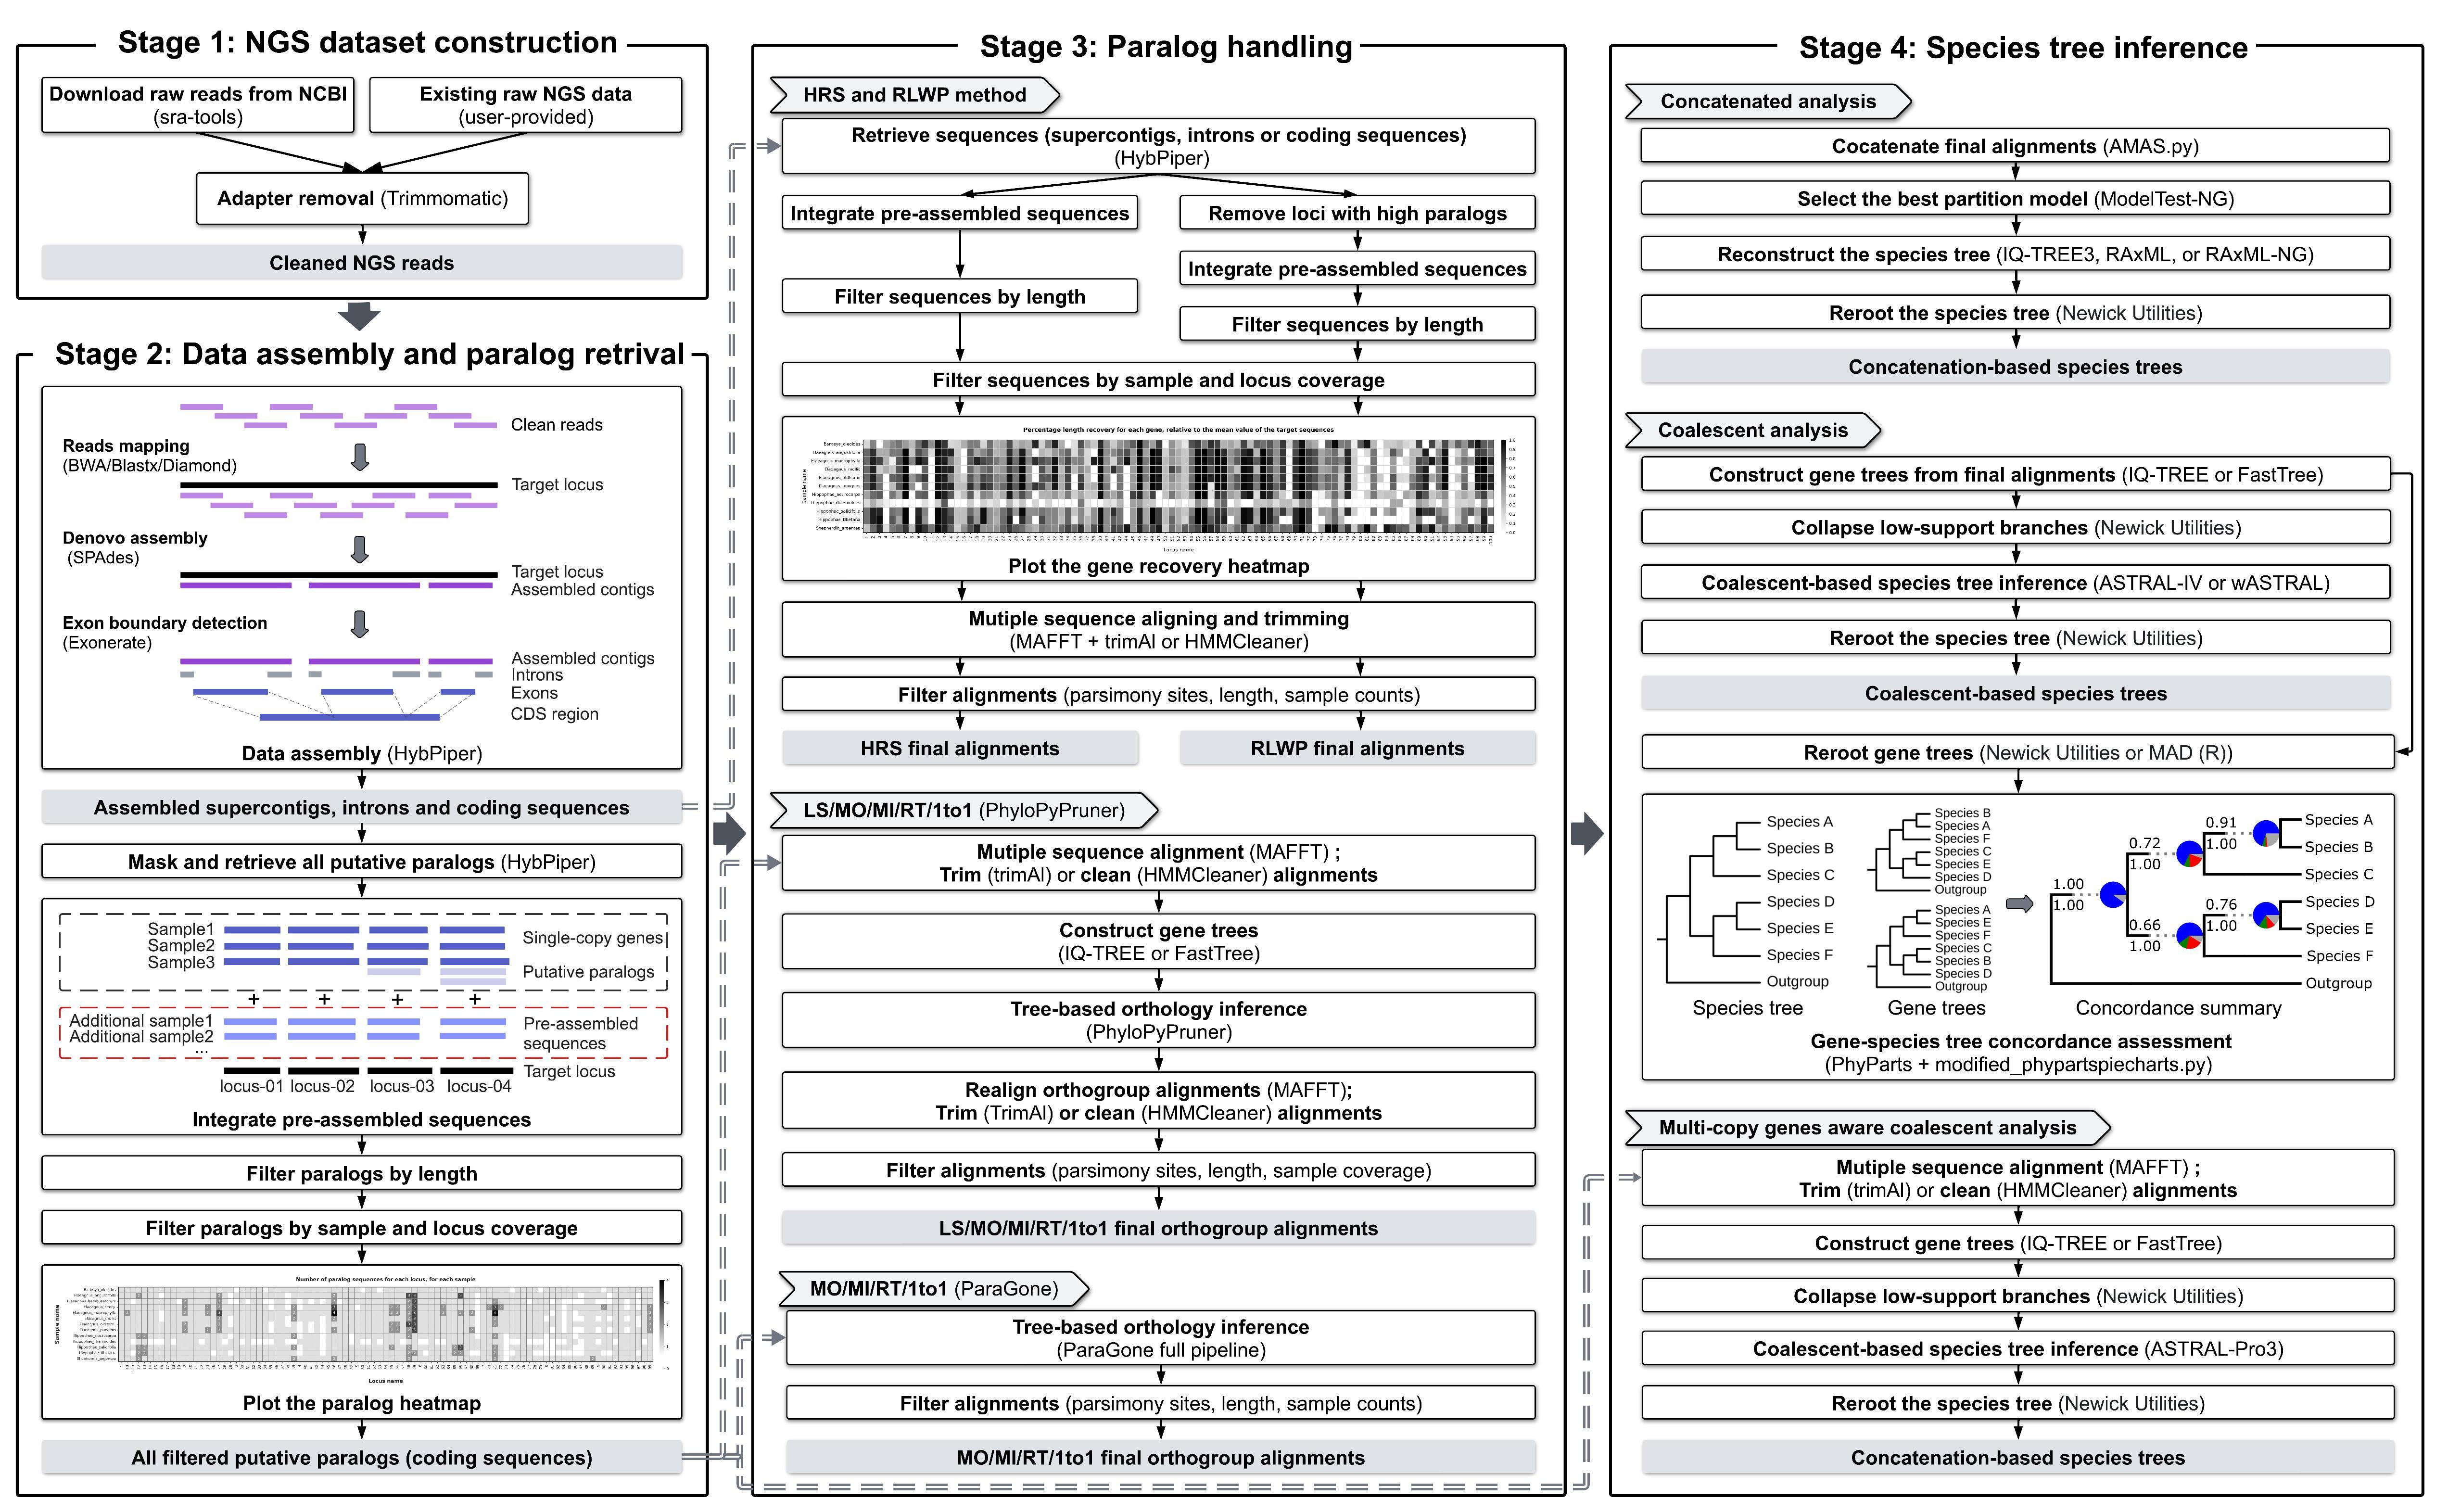 Stage 1: NGS dataset construction
Download raw reads from NCBI
(sra-tools)
Existing raw NGS data
(user-provided)
Adapter removal (Trimmomatic)
Cleaned NGS reads
Stage 2: Data assembly and paralog retrival
Clean reads
Reads mapping
(BWA/Blastx/Diamond)
Target locus
Denovo assembly
(SPAdes)
Target locus
Assembled contigs
Exon boundary detection
(Exonerate)
Assembled contigs
Introns
Exons
CDS region
Data assembly (HybPiper)
Assembled supercontigs, introns and coding sequences
Mask and retrieve all putative paralogs (HybPiper)
Sample1
Sample2
Sample3
Single-copy genes
Putative paralogs
+ + + +
Additional sample1
Additional sample2
...
Pre-assembled
sequences
Target locus
locus-01 locus-02 locus-03 locus-04
Integrate pre-assembled sequences
Filter paralogs by length
Filter paralogs by sample and locus coverage
Number of paralog sequences for each locus, for each sample
Sample name
Locus name
Plot the paralog heatmap
All filtered putative paralogs (coding sequences)
Stage 3: Paralog handling
HRS and RLWP method
Retrieve sequences (supercontigs, introns or coding sequences)
(HybPiper)
Integrate pre-assembled sequences
Filter sequences by length
Remove loci with high paralogs
Integrate pre-assembled sequences
Filter sequences by length
Filter sequences by sample and locus coverage
Percentage length recovery for each gene, relative to the mean value of the target sequences
Sample name
Locus name
Plot the gene recovery heatmap
Mutiple sequence aligning and trimming
(MAFFT + trimAl or HMMCleaner)
Filter alignments (parsimony sites, length, sample counts)
HRS final alignments
RLWP final alignments
LS/MO/MI/RT/1to1 (PhyloPyPruner)
Mutiple sequence alignment (MAFFT) ;
Trim (trimAl) or clean (HMMCleaner) alignments
Construct gene trees
(IQ-TREE or FastTree)
Tree-based orthology inference
(PhyloPyPruner)
Realign orthogroup alignments (MAFFT);
Trim (TrimAl) or clean (HMMCleaner) alignments
Filter alignments (parsimony sites, length, sample coverage)
LS/MO/MI/RT/1to1 final orthogroup alignments
MO/MI/RT/1to1 (ParaGone)
Tree-based orthology inference
(ParaGone full pipeline)
Filter alignments (parsimony sites, length, sample counts)
MO/MI/RT/1to1 final orthogroup alignments
Stage 4: Species tree inference
Concatenated analysis
Cocatenate final alignments (AMAS.py)
Select the best partition model (ModelTest-NG)
Reconstruct the species tree (IQ-TREE3, RAxML, or RAxML-NG)
Reroot the species tree (Newick Utilities)
Concatenation-based species trees
Coalescent analysis
Construct gene trees from final alignments (IQ-TREE or FastTree)
Collapse low-support branches (Newick Utilities)
Coalescent-based species tree inference (ASTRAL-IV or wASTRAL)
Reroot the species tree (Newick Utilities)
Coalescent-based species trees
Reroot gene trees (Newick Utilities or MAD (R))
Species A
Species B
Species C
Species D
Species E
Species F
Outgroup
Species tree
Species B
Species A
Species F
Species C
Species E
Species D
Outgroup
Species A
Species E
Species F
Species C
Species B
Species D
Outgroup
Gene trees
1.00
1.00
0.72
1.00
0.91
1.00
0.66
1.00
0.76
1.00
Species A
Species B
Species C
Species D
Species E
Species F
Outgroup
Concordance summary
Gene-species tree concordance assessment
(PhyParts + modified_phypartspiecharts.py)
Multi-copy genes aware coalescent analysis
Mutiple sequence alignment (MAFFT) ;
Trim (trimAl) or clean (HMMCleaner) alignments
Construct gene trees (IQ-TREE or FastTree)
Collapse low-support branches (Newick Utilities)
Coalescent-based species tree inference (ASTRAL-Pro3)
Reroot the species tree (Newick Utilities)
Concatenation-based species trees